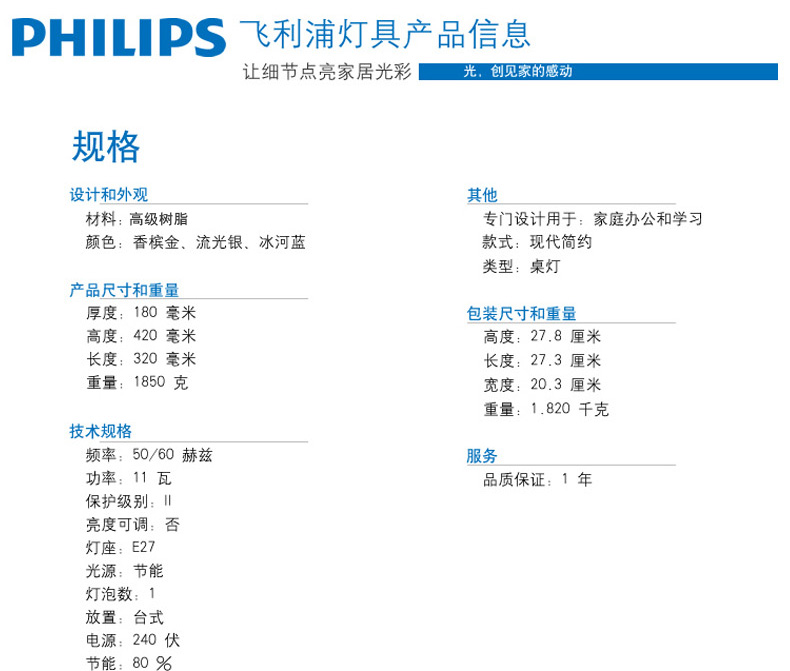 PHILIPS 飞利浦灯具产品信息
让细节点亮家居光彩 光，创见家的感动
规格
设计和外观
材料：高级树脂
颜色：香槟金、流光银、冰河蓝
产品尺寸和重量
厚度：180 毫米
高度：420 毫米
长度：320 毫米
重量：1850 克
技术规格
频率：50/60 赫兹
功率：11 瓦
保护级别：II
亮度可调：否
灯座：E27
光源：节能
灯泡数：1
放置：台式
电源：240 伏
节能：80 %
其他
专门设计用于：家庭办公和学习
款式：现代简约
类型：桌灯
包装尺寸和重量
高度：27.8 厘米
长度：27.3 厘米
宽度：20.3 厘米
重量：1.820 千克
服务
品质保证：1 年